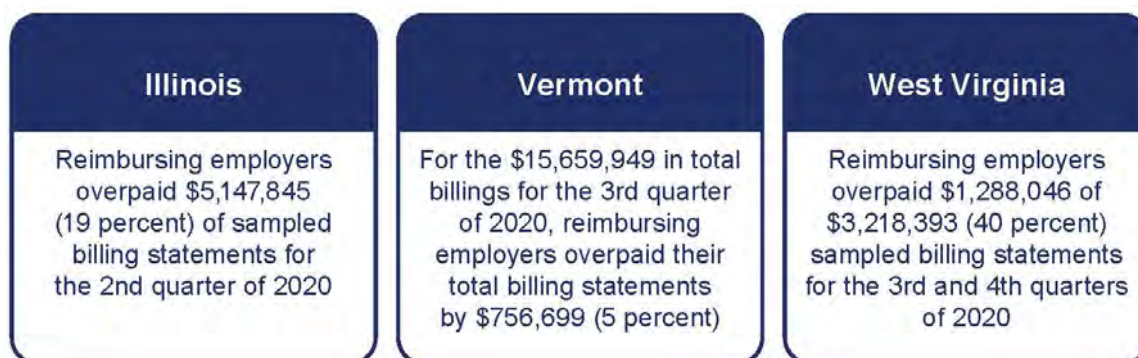 Illinois
Reimbursing employers
overpaid $5,147,845
(19 percent) of sampled
billing statements for
the 2nd quarter of 2020
Vermont
For the $15,659,949 in total
billings for the 3rd quarter
of 2020, reimbursing
employers overpaid their
total billing statements
by $756,699 (5 percent)
West Virginia
Reimbursing employers
overpaid $1,288,046 of
$3,218,393 (40 percent)
sampled billing statements
for the 3rd and 4th quarters
of 2020